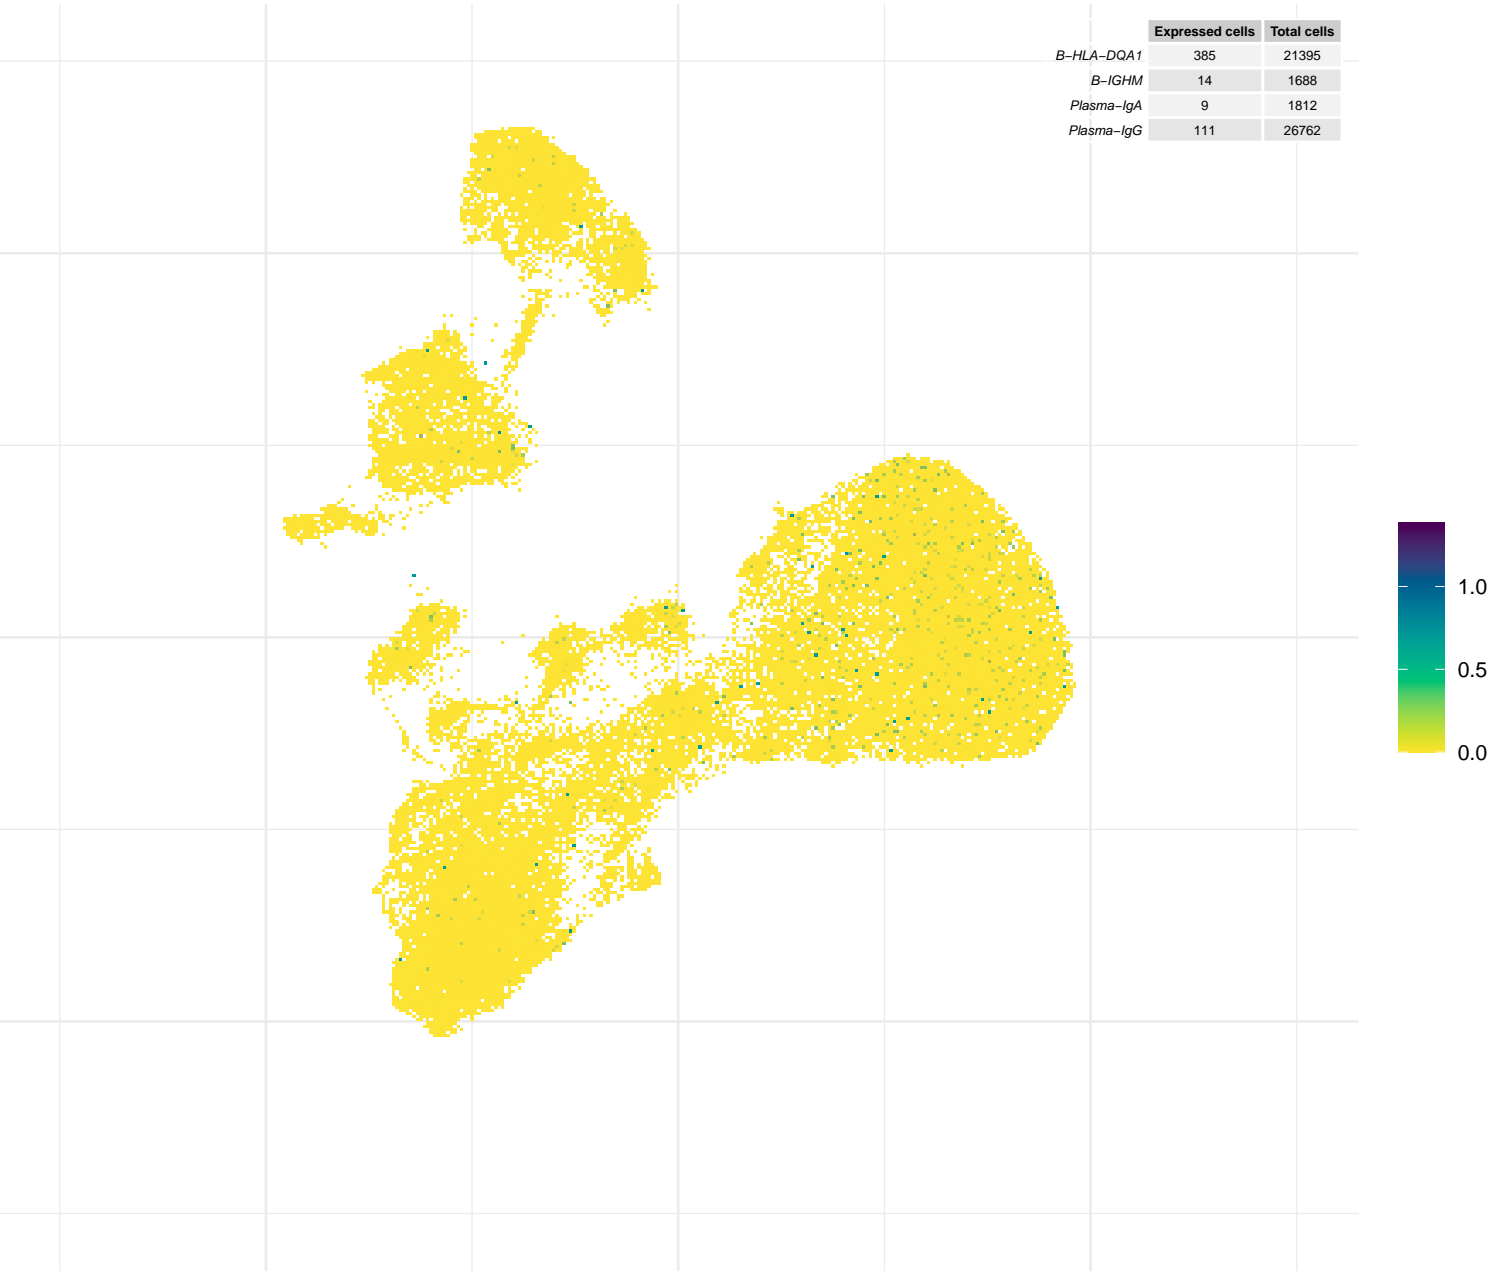 Expressed cells Total cells
B−HLA−DQA1 385 21395
B−IGHM 14 1688
Plasma−IgA 9 1812
Plasma−IgG 111 26762
1.0
0.5
0.0